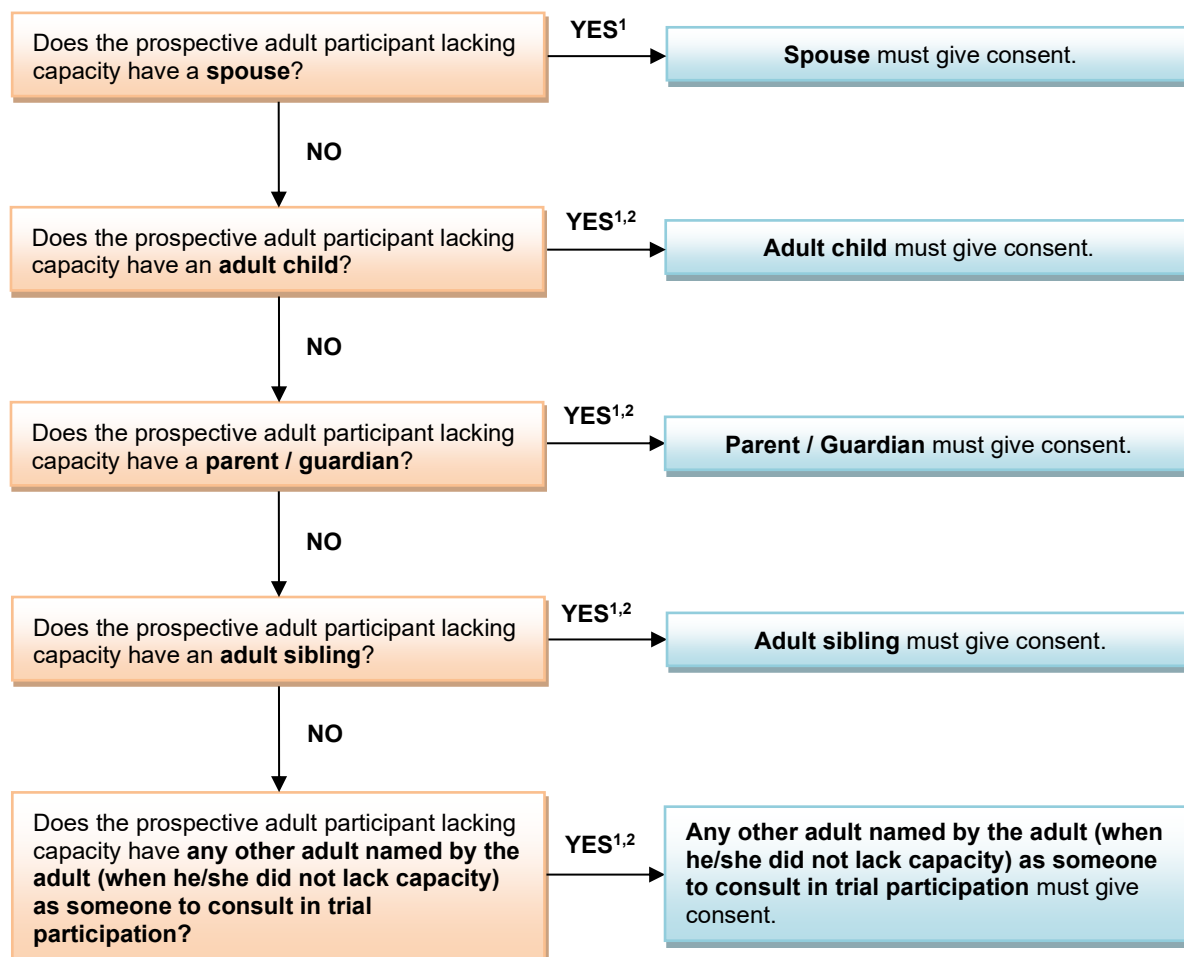 Does the prospective adult participant lacking
capacity have a spouse?
YES1
Spouse must give consent.
NO
Does the prospective adult participant lacking
capacity have an adult child?
YES1,2
Adult child must give consent.
NO
Does the prospective adult participant lacking
capacity have a parent / guardian?
YES1,2
Parent / Guardian must give consent.
NO
Does the prospective adult participant lacking
capacity have an adult sibling?
YES1,2
Adult sibling must give consent.
NO
Does the prospective adult participant lacking
capacity have any other adult named by the
adult (when he/she did not lack capacity)
as someone to consult in trial
participation?
YES1,2
Any other adult named by the adult (when
he/she did not lack capacity) as someone
to consult in trial participation must give
consent.